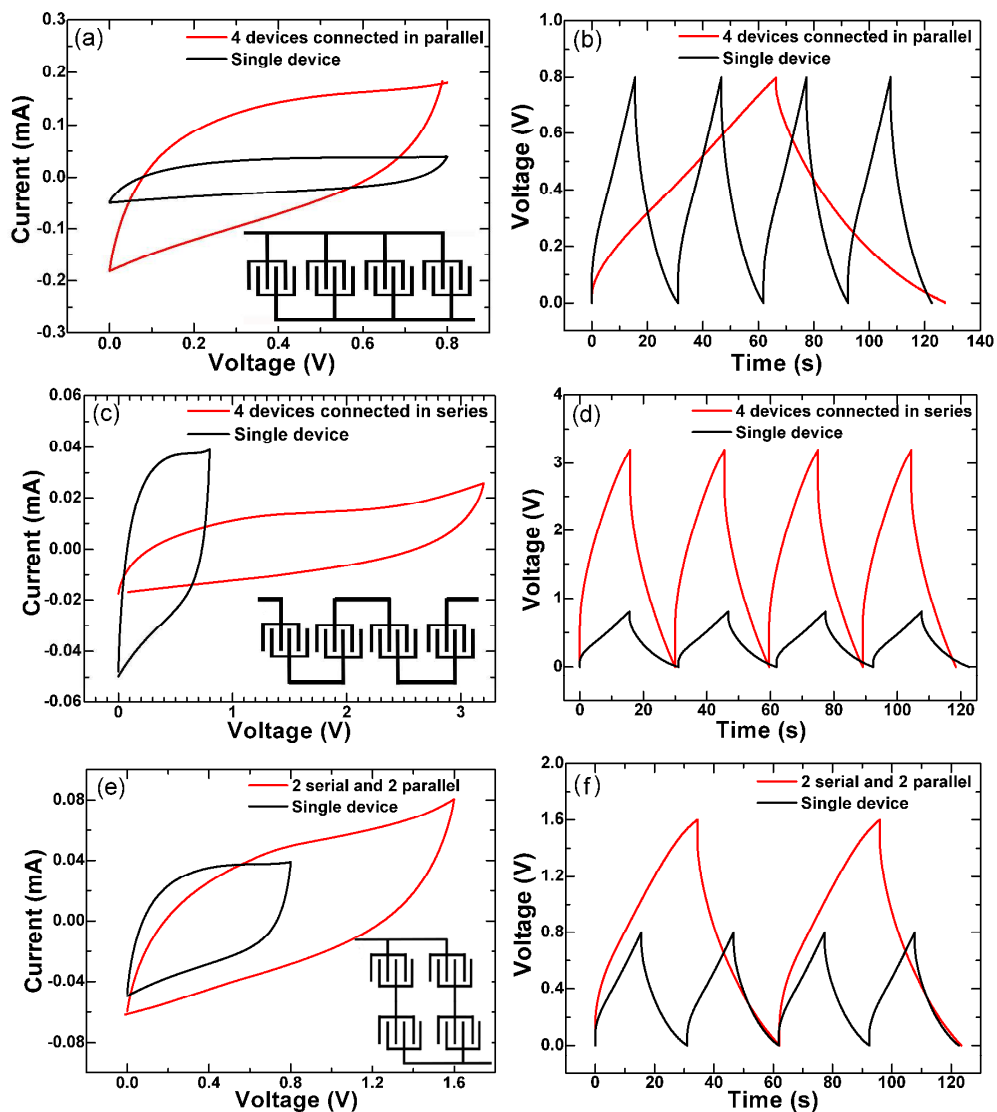 (a)
4 devices connected in parallel
Single device
Current (mA)
0.3
0.2
0.1
0.0
-0.1
-0.2
-0.3
0.0 0.2 0.4 0.6 0.8
Voltage (V)
(b)
4 devices connected in parallel
Single device
Voltage (V)
1.0
0.8
0.6
0.4
0.2
0.0
0 20 40 60 80 100 120 140
Time (s)
(c)
4 devices connected in series
Single device
Current (mA)
0.06
0.04
0.02
0.00
-0.02
-0.04
-0.06
0 1 2 3
Voltage (V)
(d)
4 devices connected in series
Single device
Voltage (V)
4
3
2
1
0
0 20 40 60 80 100 120
Time (s)
(e)
2 serial and 2 parallel
Single device
Current (mA)
0.08
0.04
0.00
-0.04
-0.08
0.0 0.4 0.8 1.2 1.6
Voltage (V)
(f)
2 serial and 2 parallel
Single device
Voltage (V)
2.0
1.6
1.2
0.8
0.4
0.0
0 20 40 60 80 100 120
Time (s)